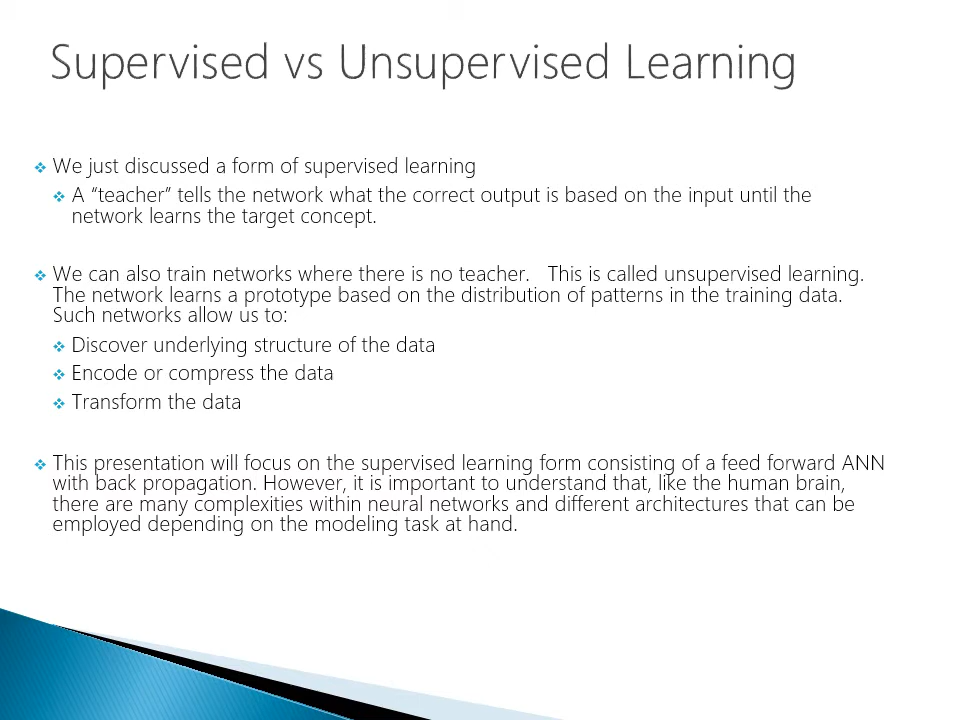 Supervised vs Unsupervised Learning
❖ We just discussed a form of supervised learning
❖ A “teacher” tells the network what the correct output is based on the input until the
network learns the target concept.
❖ We can also train networks where there is no teacher.   This is called unsupervised learning.
The network learns a prototype based on the distribution of patterns in the training data.
Such networks allow us to:
❖ Discover underlying structure of the data
❖ Encode or compress the data
❖ Transform the data
❖ This presentation will focus on the supervised learning form consisting of a feed forward ANN
with back propagation. However, it is important to understand that, like the human brain,
there are many complexities within neural networks and different architectures that can be
employed depending on the modeling task at hand.